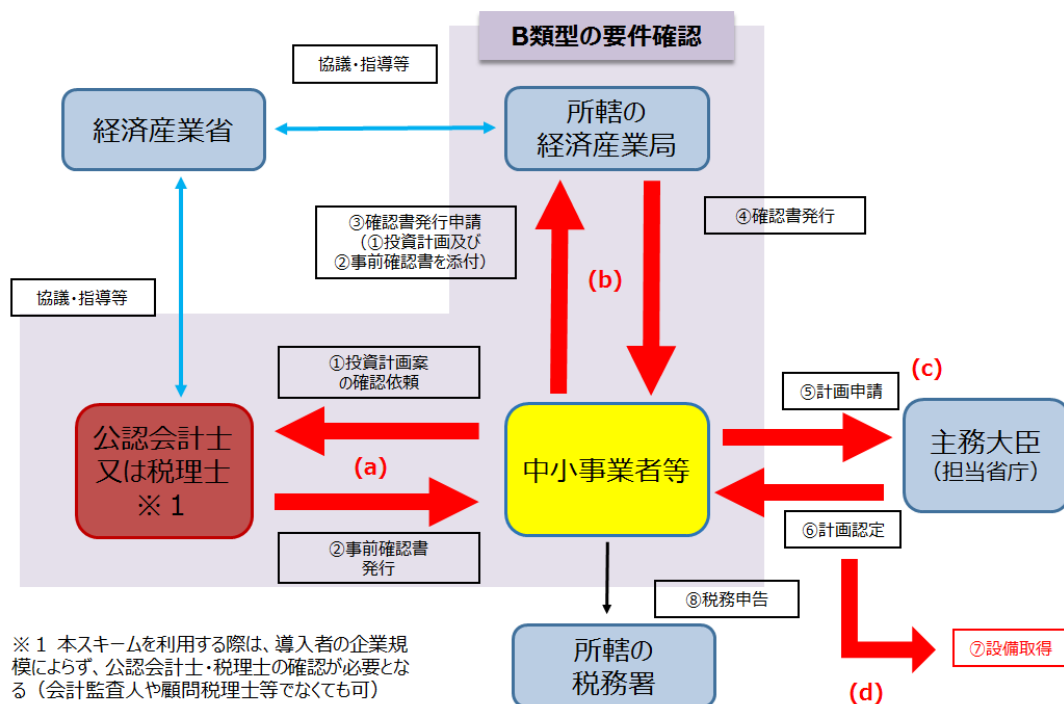 B類型の要件確認
協議・指導等
経済産業省
所轄の
経済産業局
③確認書発行申請
（①投資計画及び
②事前確認書を添付）
④確認書発行
(b)
協議・指導等
①投資計画案
の確認依頼
(c)
⑤計画申請
公認会計士
又は税理士
※１
(a)
中小事業者等
主務大臣
（担当省庁）
②事前確認書
発行
⑥計画認定
⑧税務申告
※１ 本スキームを利用する際は、導入者の企業規
模によらず、公認会計士・税理士の確認が必要とな
る（会計監査人や顧問税理士等でなくても可）
所轄の
税務署
⑦設備取得
(d)